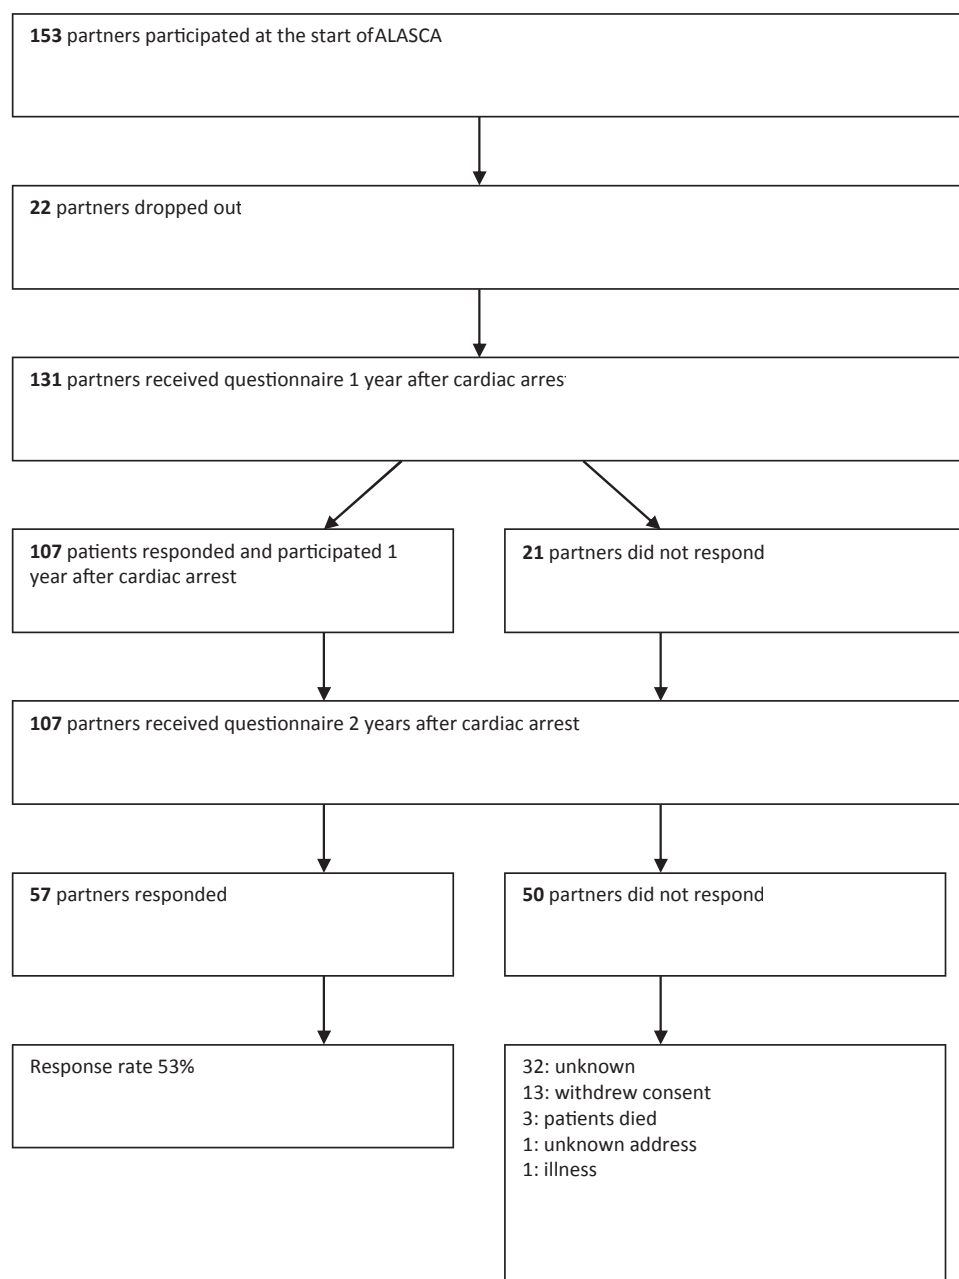 153 partners participated at the start ofALASCA
22 partners dropped out
131 partners received questionnaire 1 year after cardiac arres
107 patients responded and participated 1
year after cardiac arrest
21 partners did not respond
107 partners received questionnaire 2 years after cardiac arrest
57 partners responded
50 partners did not respond
Response rate 53%
32: unknown
13: withdrew consent
3: patients died
1: unknown address
1: illness